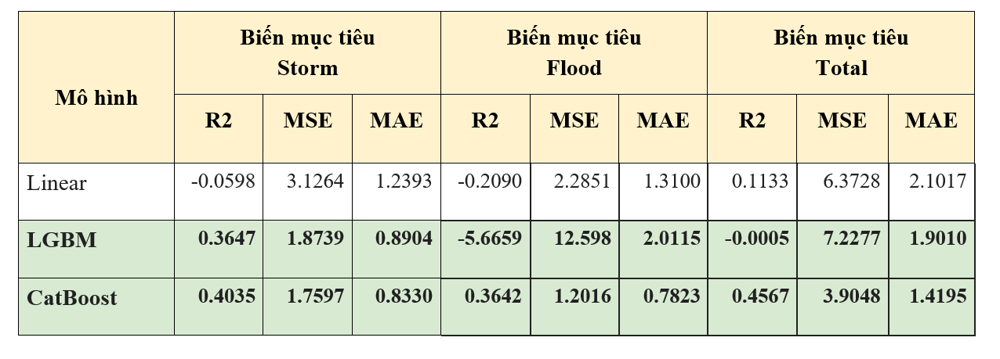 Mô hình
Biến mục tiêu
Storm
Biến mục tiêu
Flood
Biến mục tiêu
Total
R2 MSE MAE R2 MSE MAE R2 MSE MAE
Linear -0.0598 3.1264 1.2393 -0.2090 2.2851 1.3100 0.1133 6.3728 2.1017
LGBM 0.3647 1.8739 0.8904 -5.6659 12.598 2.0115 -0.0005 7.2277 1.9010
CatBoost 0.4035 1.7597 0.8330 0.3642 1.2016 0.7823 0.4567 3.9048 1.4195